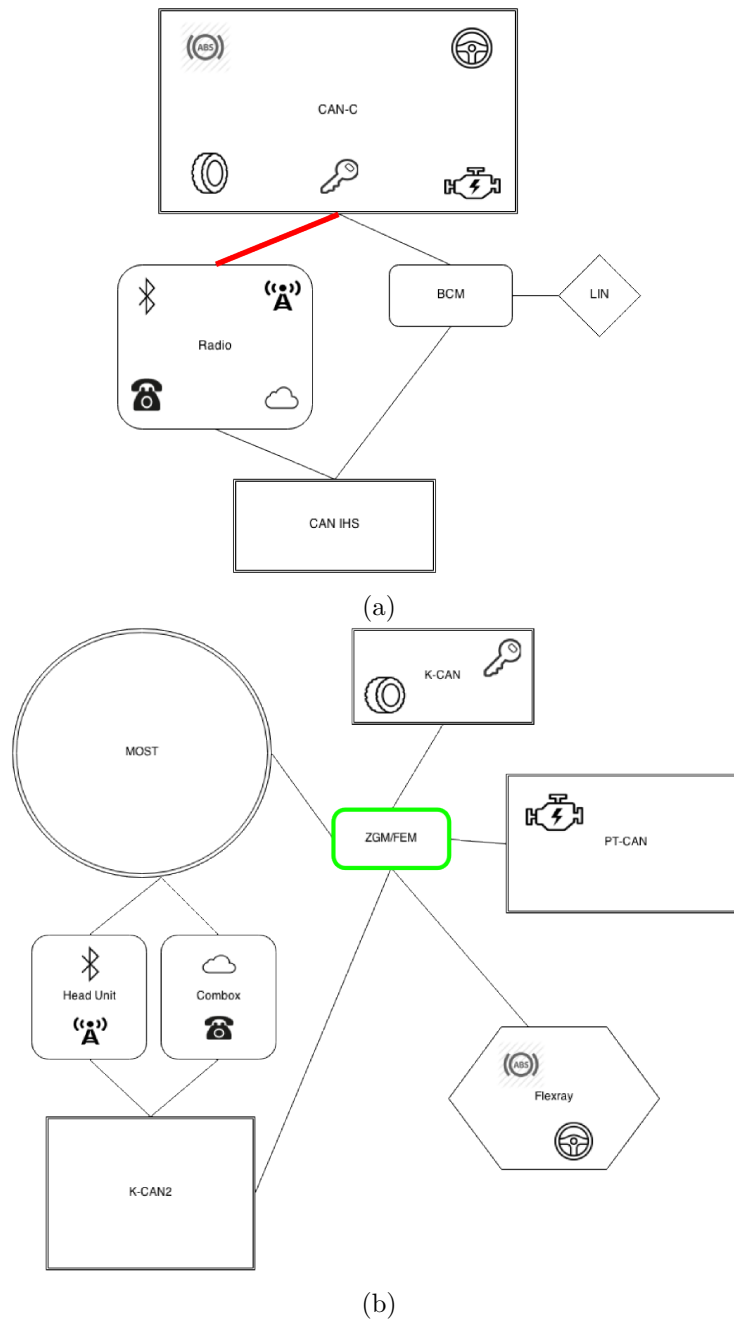 ABS
CAN-C
BCM
LIN
Radio
CAN IHS
(a)
K-CAN
MOST
ZGM/FEM
PT-CAN
Head Unit
Combox
ABS
Flexray
K-CAN2
(b)